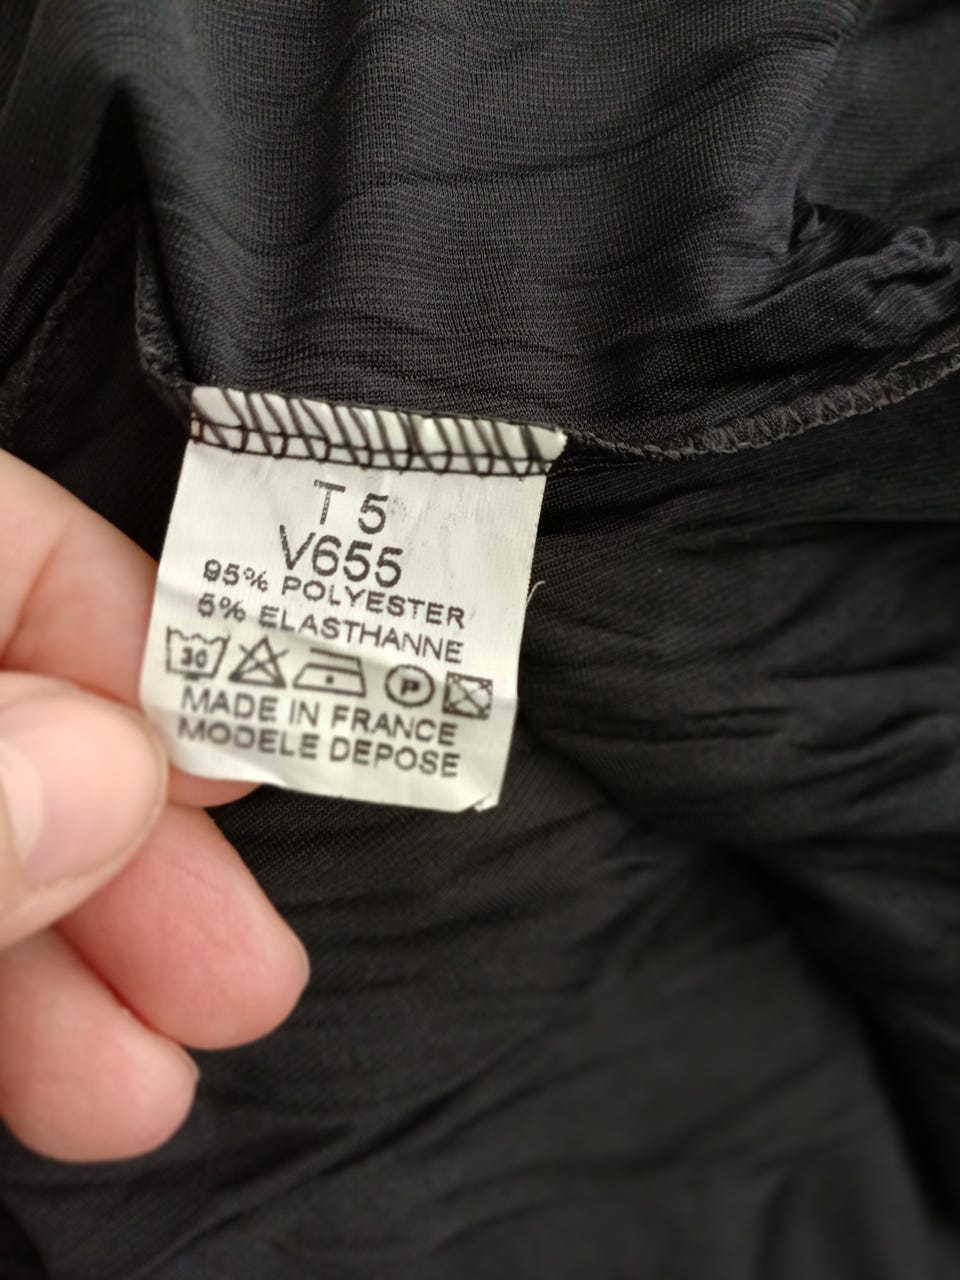 T 5
V655
95% POLYESTER
5% ELASTHANNE
30 P
MADE IN FRANCE
MODELE DEPOSE